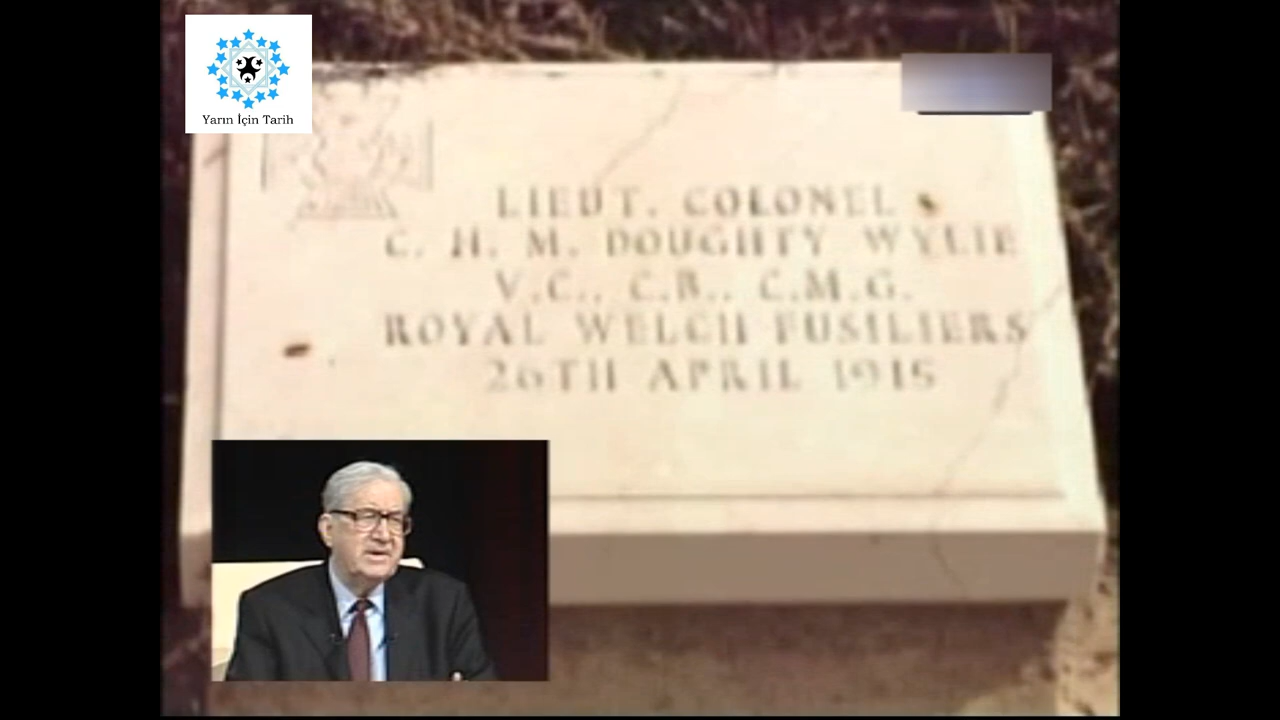 Yarın İçin Tarih
LIEUT. COLONEL
C. H. M. DOUGHTY WYLIE
V.C., C.B., C.M.G.
ROYAL WELCH FUSILIERS
26TH APRIL 1915